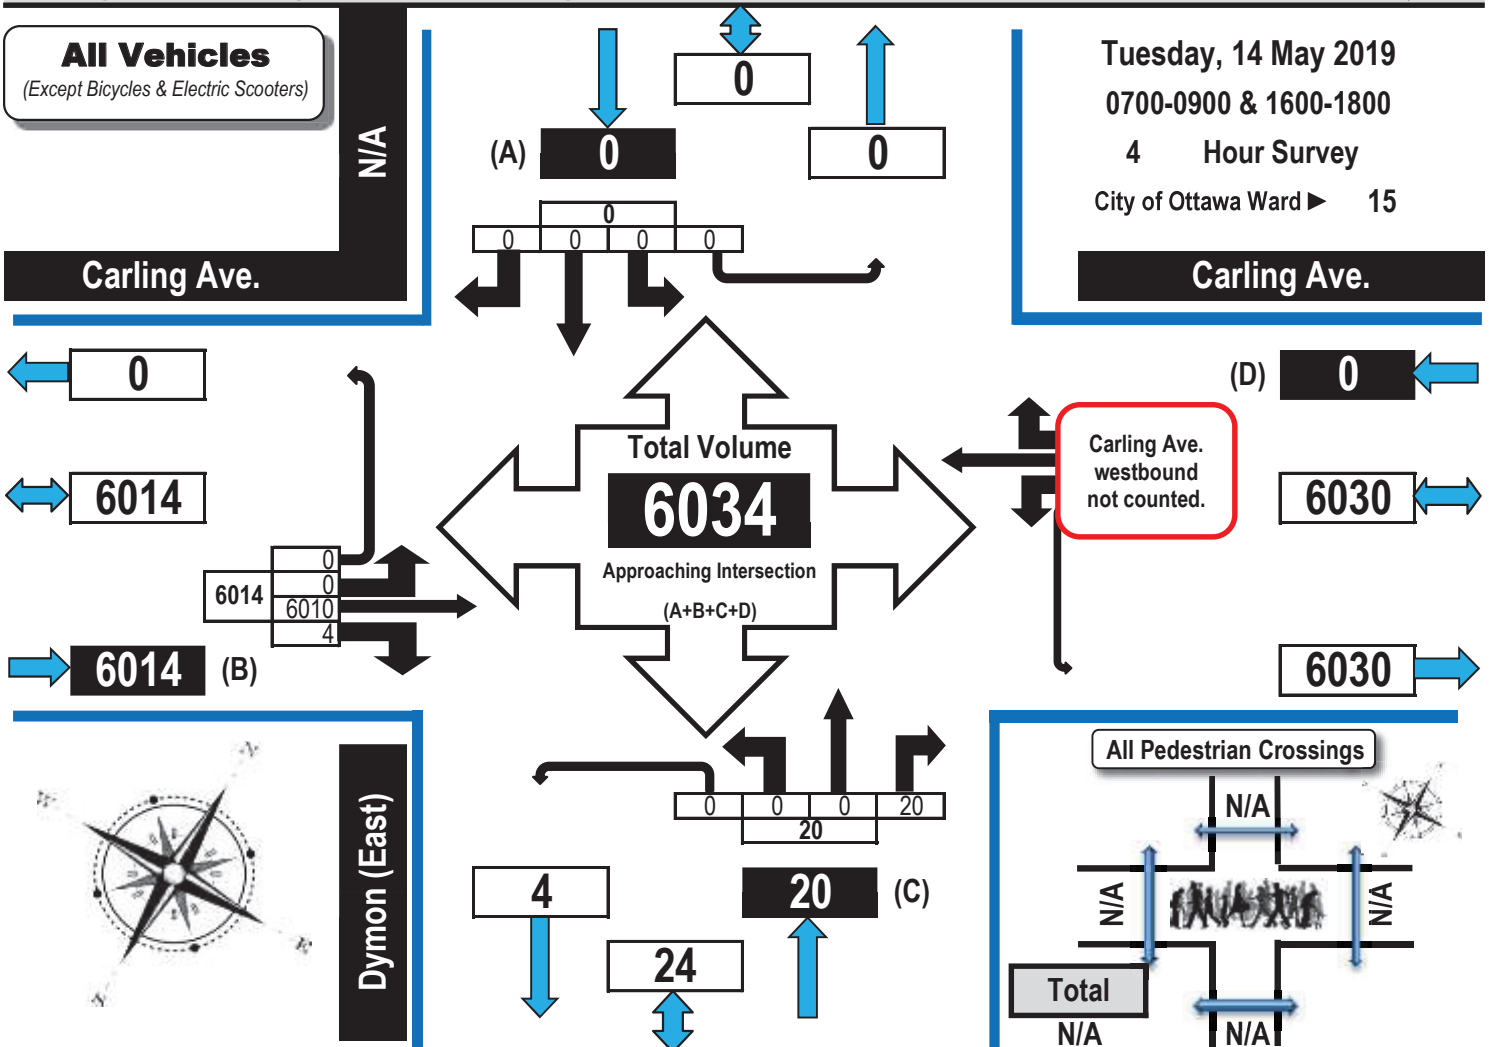 All Vehicles
(Except Bicycles & Electric Scooters)
N/A
Carling Ave.
0
(A) 0
0
0
0 0 0 0
Tuesday, 14 May 2019
0700-0900 & 1600-1800
4 Hour Survey
City of Ottawa Ward ► 15
Carling Ave.
0
6014
0
0
6014
6010
4
6014 (B)
Total Volume
6034
Approaching Intersection
(A+B+C+D)
(D) 0
Carling Ave.
westbound
not counted.
6030
6030
N
W
E
S
Dymon (East)
0 0 0 20
20
4
20 (C)
24
All Pedestrian Crossings
N/A
N/A
N/A
Total
N/A
N/A